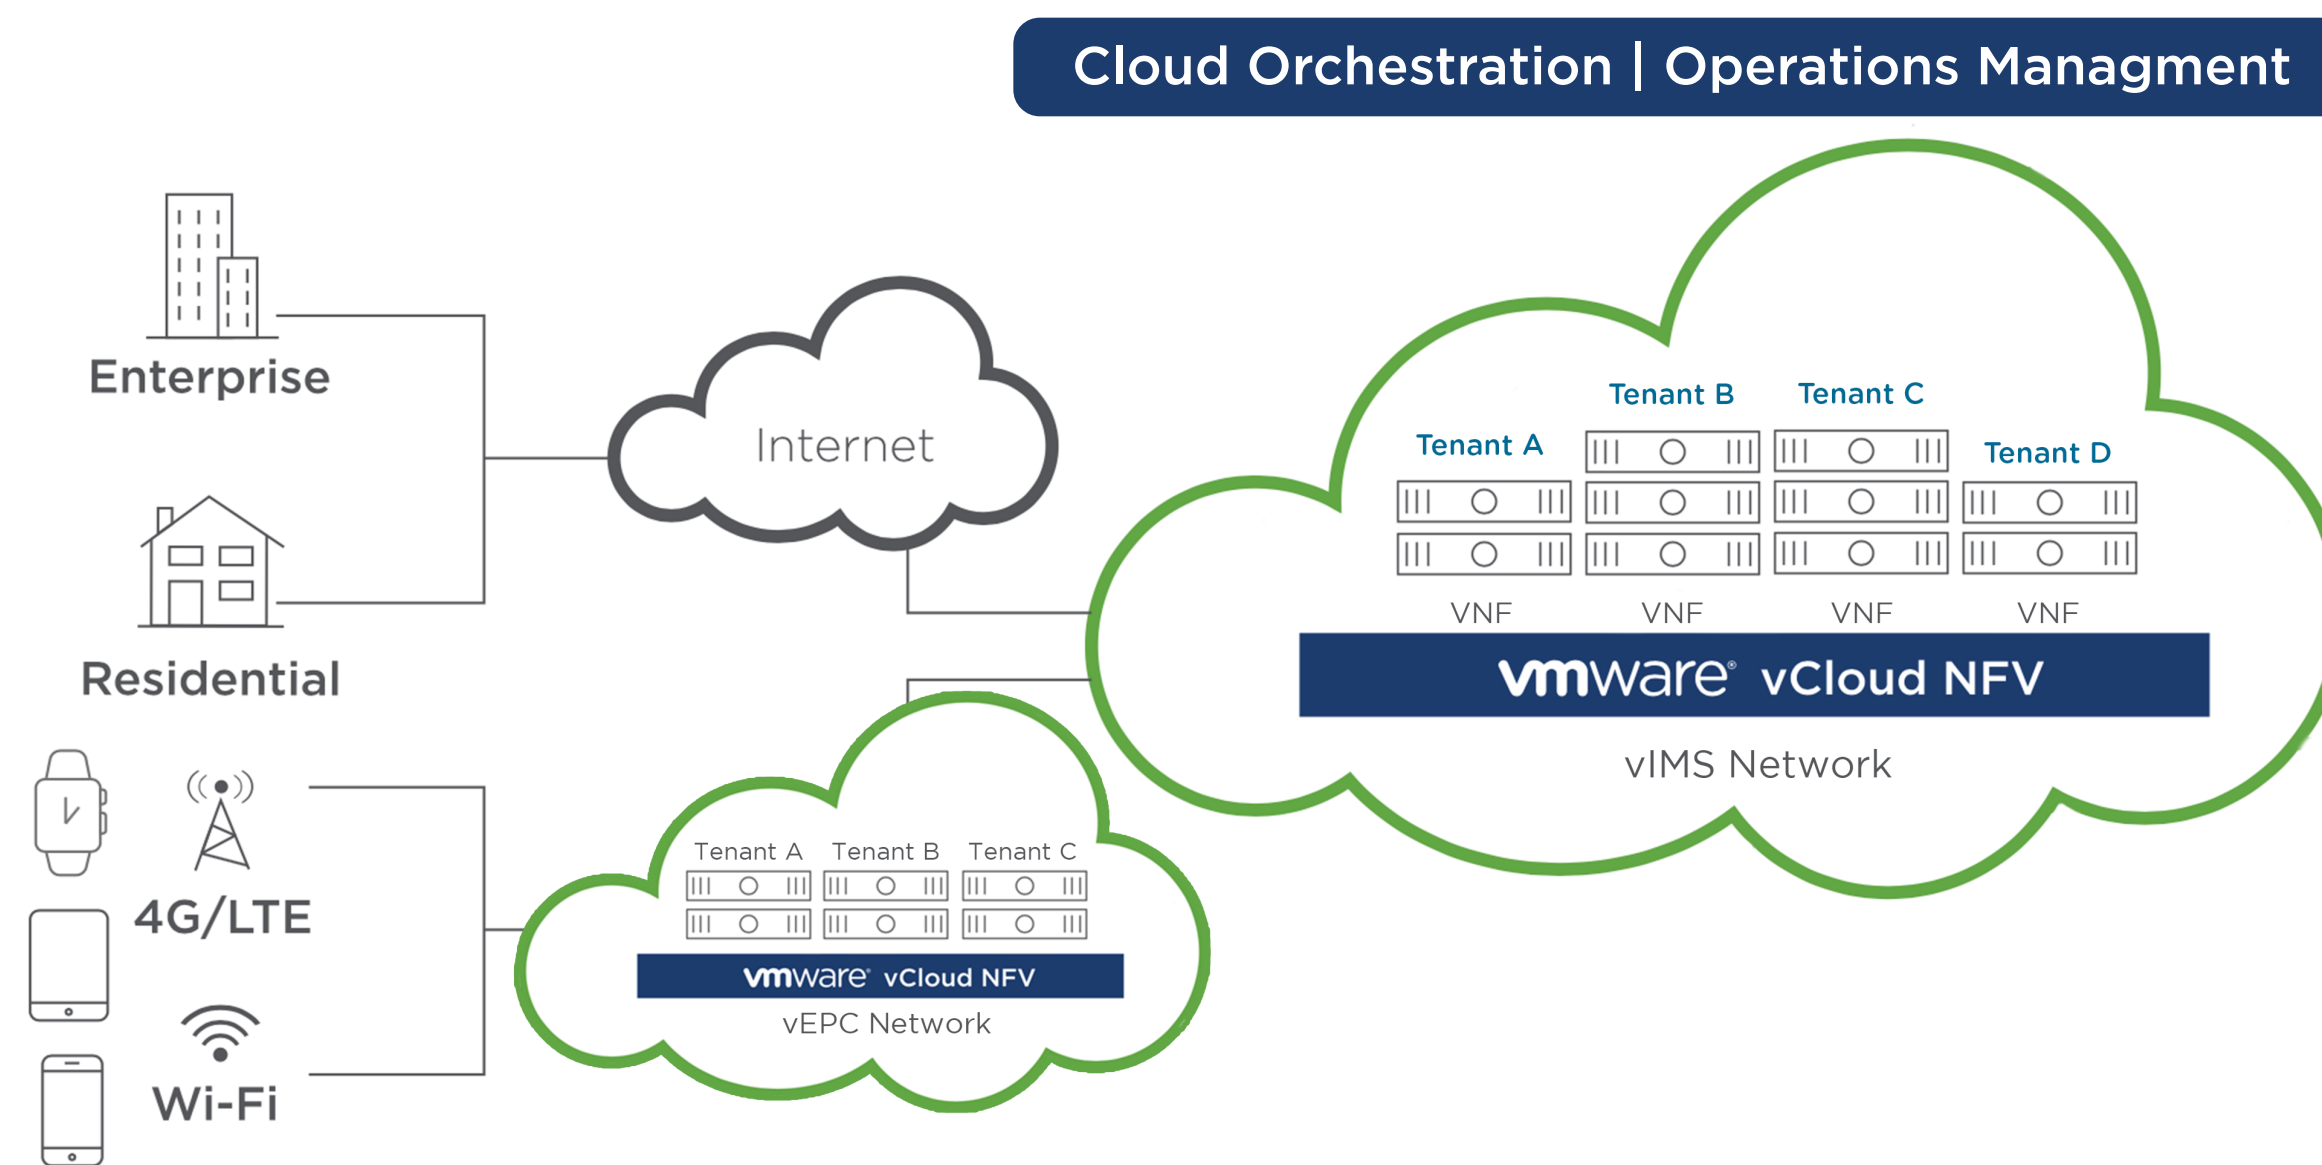 Cloud Orchestration | Operations Managment
Enterprise
Internet
Residential
4G/LTE
Wi-Fi
Tenant A
Tenant B
Tenant C
Tenant D
VNF VNF VNF VNF
vmware® vCloud NFV
vIMS Network
Tenant A Tenant B Tenant C
vmware® vCloud NFV
vEPC Network